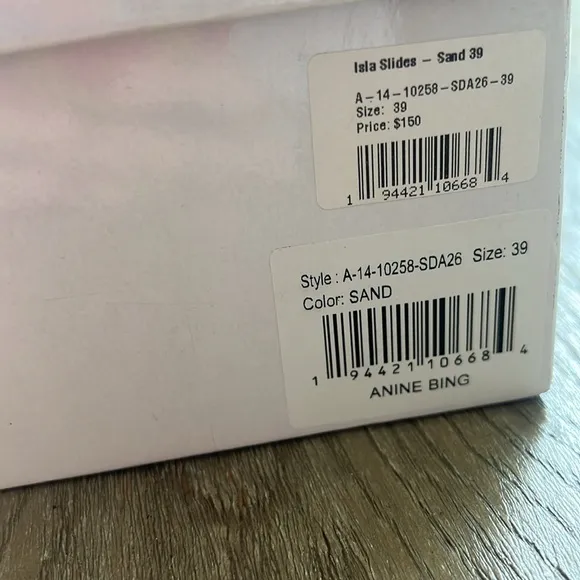 Isla Slides – Sand 39
A-14-10258-SDA26-39
Size: 39
Price: $150
1 94421 10668 4
Style : A-14-10258-SDA26 Size: 39
Color: SAND
1 94421 10668 4
ANINE BING